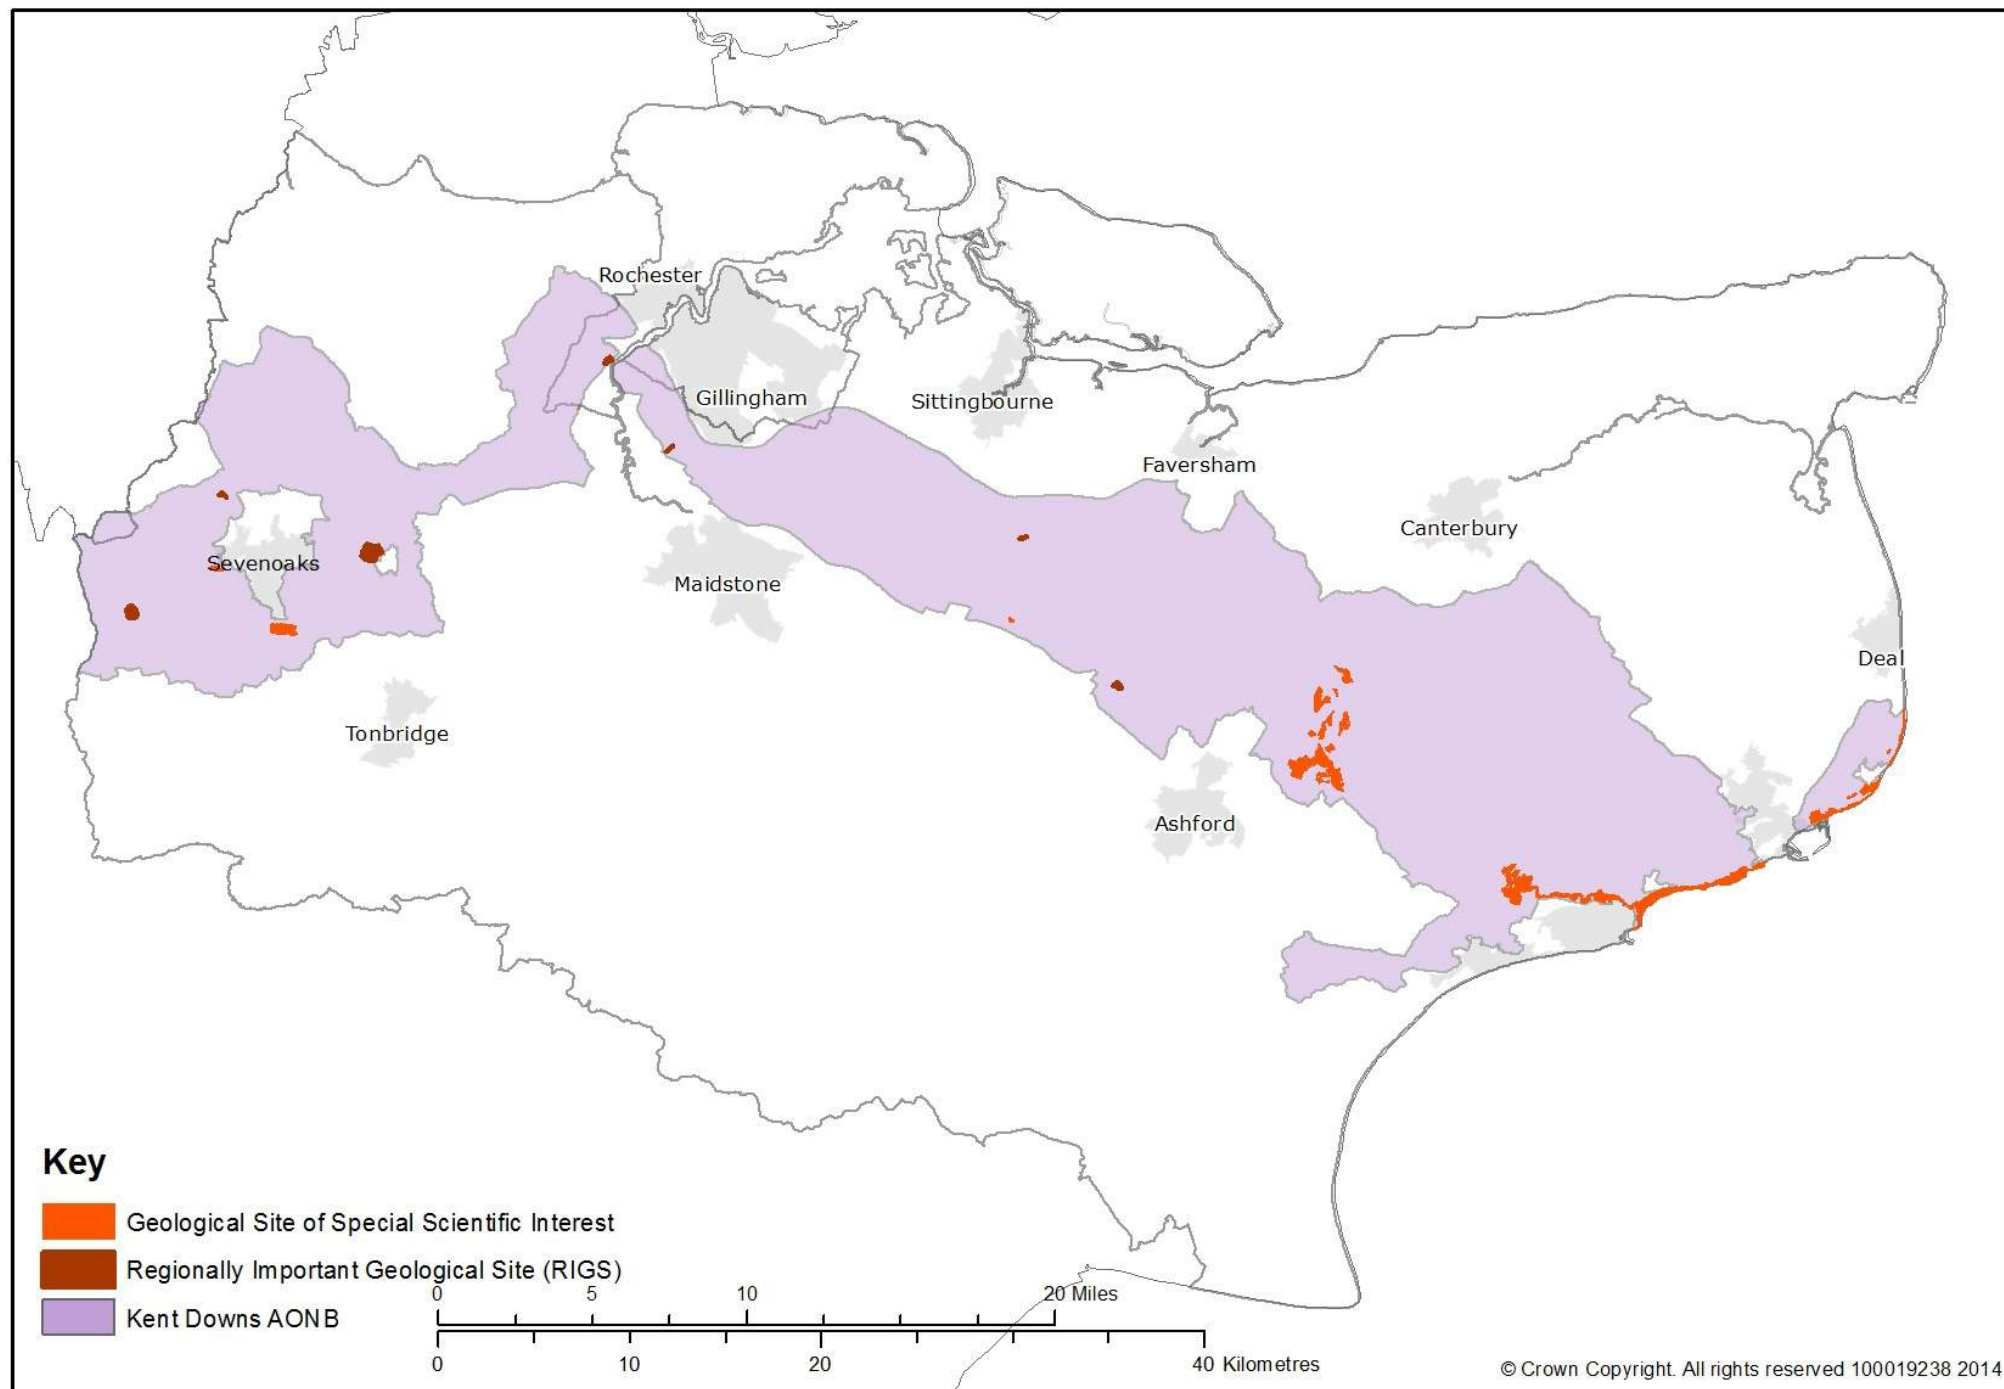 Rochester
Gillingham
Sittingbourne
Faversham
Canterbury
Sevenoaks
Maidstone
Deal
Tonbridge
Ashford
Key
Geological Site of Special Scientific Interest
Regionally Important Geological Site (RIGS)
Kent Downs AONB
0 5 10 20 Miles
0 10 20 40 Kilometres
© Crown Copyright. All rights reserved 100019238 2014